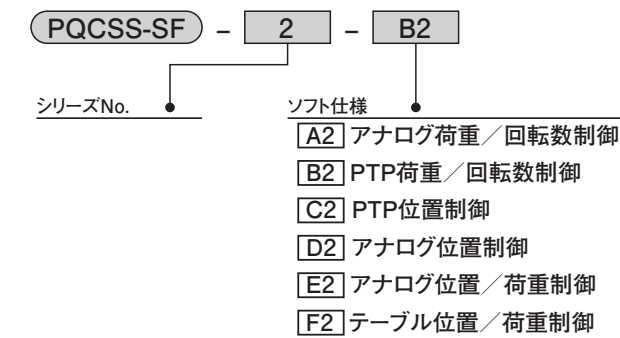 PQCSS-SF – 2 – B2
シリーズNo. ソフト仕様
A2 アナログ荷重／回転数制御
B2 PTP荷重／回転数制御
C2 PTP位置制御
D2 アナログ位置制御
E2 アナログ位置／荷重制御
F2 テーブル位置／荷重制御